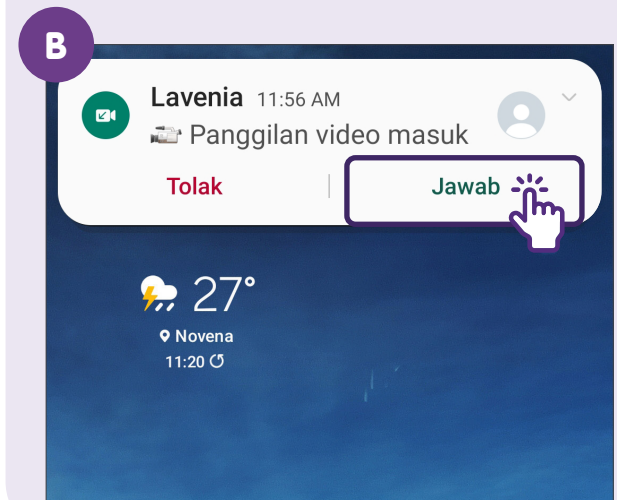 B
Lavenia 11:56 AM
Panggilan video masuk
Tolak
Jawab
27°
Novena
11:20